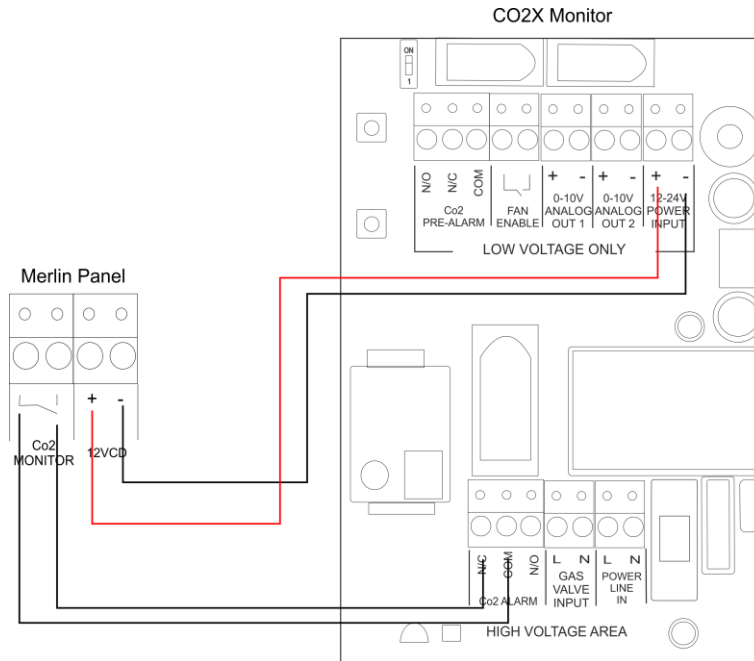 CO2X Monitor
ON
1
N/O
N/C
COM
Co2
PRE-ALARM
FAN
ENABLE
+ -
0-10V
ANALOG
OUT 1
+ -
0-10V
ANALOG
OUT 2
+ -
12-24V
POWER
INPUT
LOW VOLTAGE ONLY
Merlin Panel
Co2
MONITOR
+ -
12VCD
N/C
COM
N/O
Co2 ALARM
L N
GAS
VALVE
INPUT
L N
POWER
LINE
IN
HIGH VOLTAGE AREA